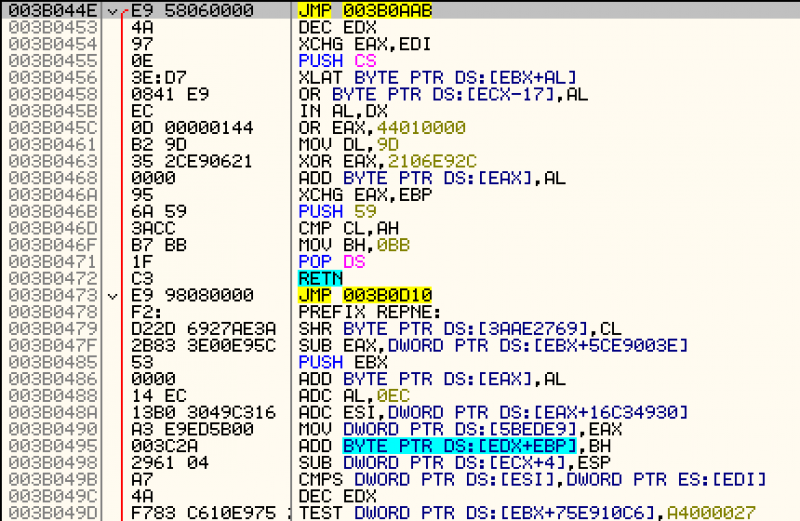 003B044E E9 58060000 JMP 003B0AAB
003B0453 4A DEC EDX
003B0454 97 XCHG EAX,EDI
003B0455 0E PUSH CS
003B0456 3E:D7 XLAT BYTE PTR DS:[EBX+AL]
003B0458 0841 E9 OR BYTE PTR DS:[ECX-17],AL
003B045B EC IN AL,DX
003B045C 0D 00000144 OR EAX,44010000
003B0461 B2 9D MOV DL,9D
003B0463 35 2CE90621 XOR EAX,2106E92C
003B0468 0000 ADD BYTE PTR DS:[EAX],AL
003B046A 95 XCHG EAX,EBP
003B046B 6A 59 PUSH 59
003B046D 3ACC CMP CL,AH
003B046F B7 BB MOV BH,0BB
003B0471 1F POP DS
003B0472 C3 RETN
003B0473 E9 98080000 JMP 003B0D10
003B0478 F2: PREFIX REPNE:
003B0479 D22D 6927AE3A SHR BYTE PTR DS:[3AAE2769],CL
003B047F 2B83 3E00E95C SUB EAX,DWORD PTR DS:[EBX+5CE9003E]
003B0485 53 PUSH EBX
003B0486 0000 ADD BYTE PTR DS:[EAX],AL
003B0488 14 EC ADC AL,0EC
003B048A 13B0 3049C316 ADC ESI,DWORD PTR DS:[EAX+16C34930]
003B0490 A3 E9ED5B00 MOV DWORD PTR DS:[5BEDE9],EAX
003B0495 003C2A ADD BYTE PTR DS:[EDX+EBP],BH
003B0498 2961 04 SUB DWORD PTR DS:[ECX+4],ESP
003B049B A7 CMPS DWORD PTR DS:[ESI],DWORD PTR ES:[EDI]
003B049C 4A DEC EDX
003B049D F783 C610E975 TEST DWORD PTR DS:[EBX+75E910C6],A4000027